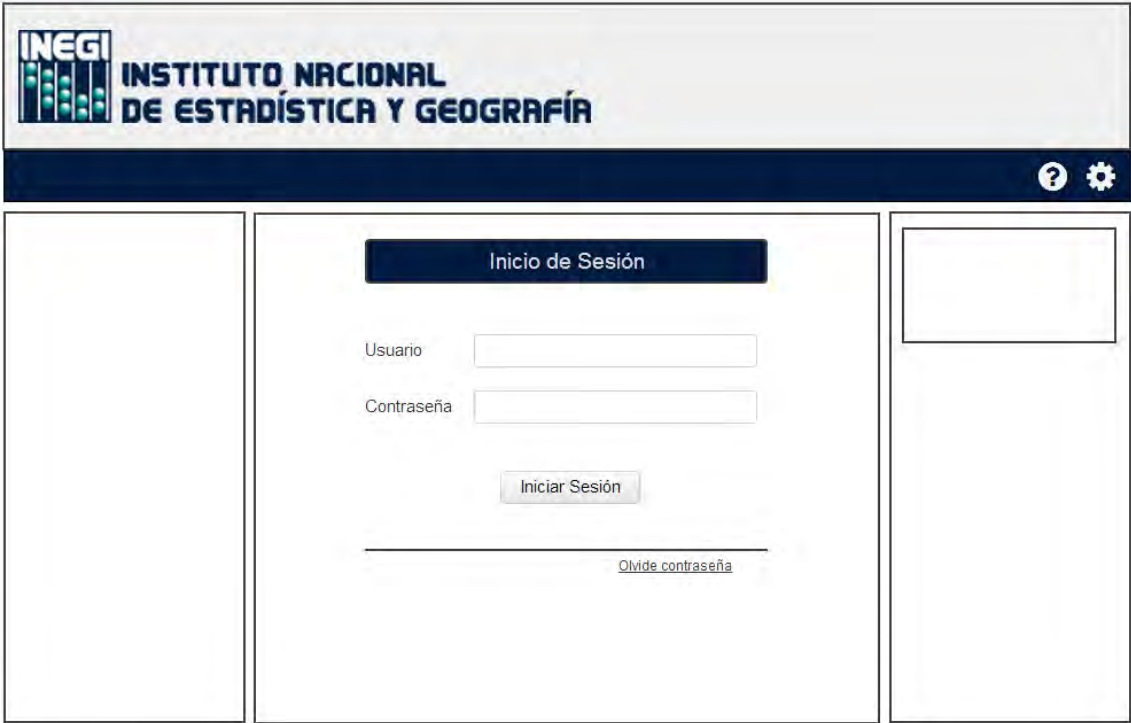 INEGI
INSTITUTO NACIONAL
DE ESTADÍSTICA Y GEOGRAFÍA
?
Inicio de Sesión
Usuario
Contraseña
Iniciar Sesión
Olvide contraseña